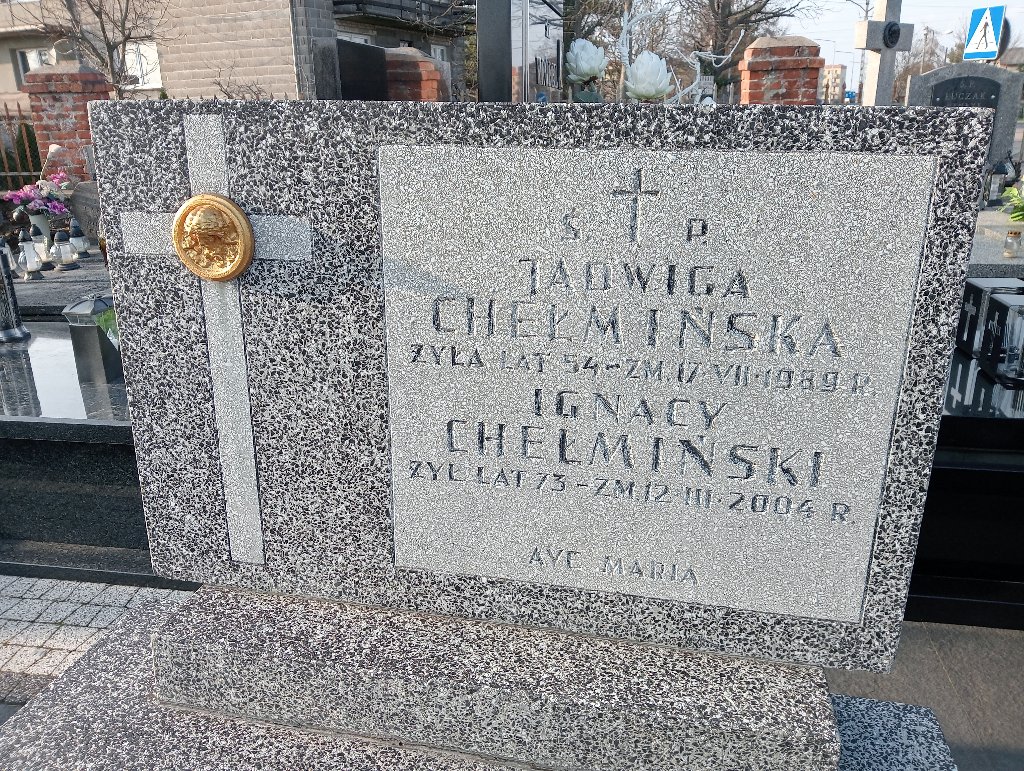 ŁUCZAK
Ś P.
JADWIGA
CHEŁMIŃSKA
ŻYŁA LAT 54 - ZM. 17·VII·1989 R.
IGNACY
CHEŁMIŃSKI
ŻYŁ LAT 73 - ZM. 12·III·2004 R.
AVE MARIA